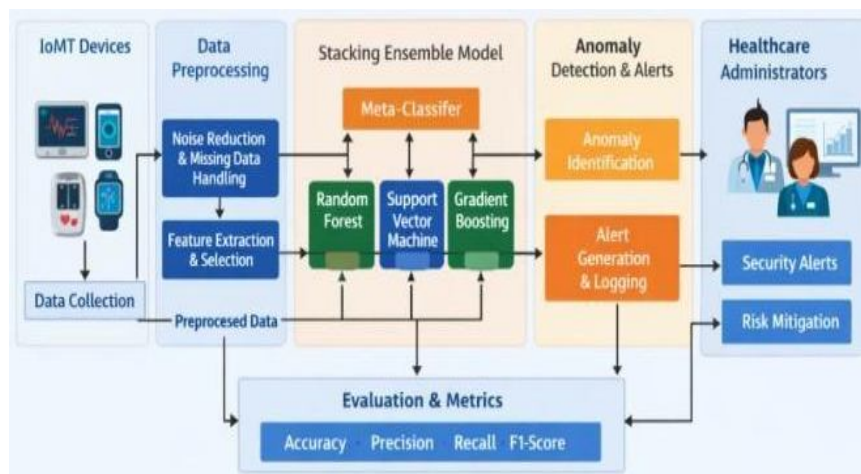 IoMT Devices
Data Collection
Data
Preprocessing
Noise Reduction
& Missing Data
Handling
Feature Extraction
& Selection
Preprocesed Data
Stacking Ensemble Model
Meta-Classifer
Random
Forest
Support
Vector
Machine
Gradient
Boosting
Anomaly
Detection & Alerts
Anomaly
Identification
Alert
Generation
& Logging
Healthcare
Administrators
Security Alerts
Risk Mitigation
Evaluation & Metrics
Accuracy · Precision · Recall F1-Score